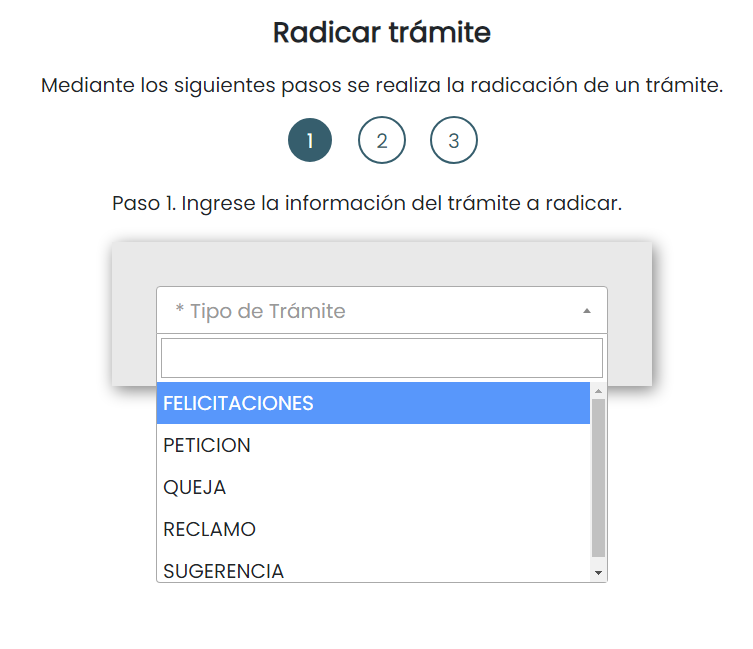 Radicar trámite
Mediante los siguientes pasos se realiza la radicación de un trámite.
1 2 3
Paso 1. Ingrese la información del trámite a radicar.
* Tipo de Trámite
FELICITACIONES
PETICION
QUEJA
RECLAMO
SUGERENCIA